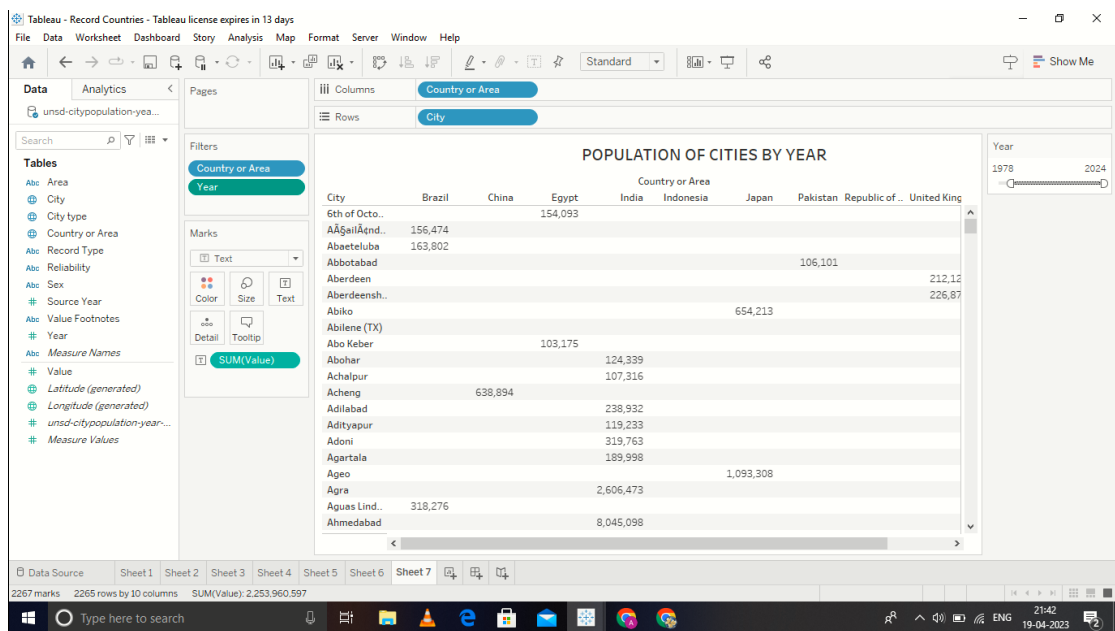 Tableau - Record Countries - Tableau license expires in 13 days
File Data Worksheet Dashboard Story Analysis Map Format Server Window Help
Standard Show Me
Data Analytics
unsd-citypopulation-yea...
Search
Tables
Abc Area
City
City type
Country or Area
Abc Record Type
Abc Reliability
Abc Sex
# Source Year
Abc Value Footnotes
# Year
Abc Measure Names
# Value
Latitude (generated)
Longitude (generated)
# unsd-citypopulation-year-...
# Measure Values
Pages
Filters
Country or Area
Year
Marks
Text
Color Size Text
Detail Tooltip
SUM(Value)
Columns Country or Area
Rows City
POPULATION OF CITIES BY YEAR
Country or Area
City Brazil China Egypt India Indonesia Japan Pakistan Republic of .. United King
6th of Octo.. 154,093
AÃ§ailÃ¢nd.. 156,474
Abaeteluba 163,802
Abbotabad 106,101
Aberdeen 212,12
Aberdeensh.. 226,87
Abiko 654,213
Abilene (TX)
Abo Keber 103,175
Abohar 124,339
Achalpur 107,316
Acheng 638,894
Adilabad 238,932
Adityapur 119,233
Adoni 319,763
Agartala 189,998
Ageo 1,093,308
Agra 2,606,473
Aguas Lind.. 318,276
Ahmedabad 8,045,098
Year
1978 2024
Data Source Sheet 1 Sheet 2 Sheet 3 Sheet 4 Sheet 5 Sheet 6 Sheet 7
2267 marks 2265 rows by 10 columns SUM(Value): 2,253,960,597
Type here to search
ENG
21:42
19-04-2023
2